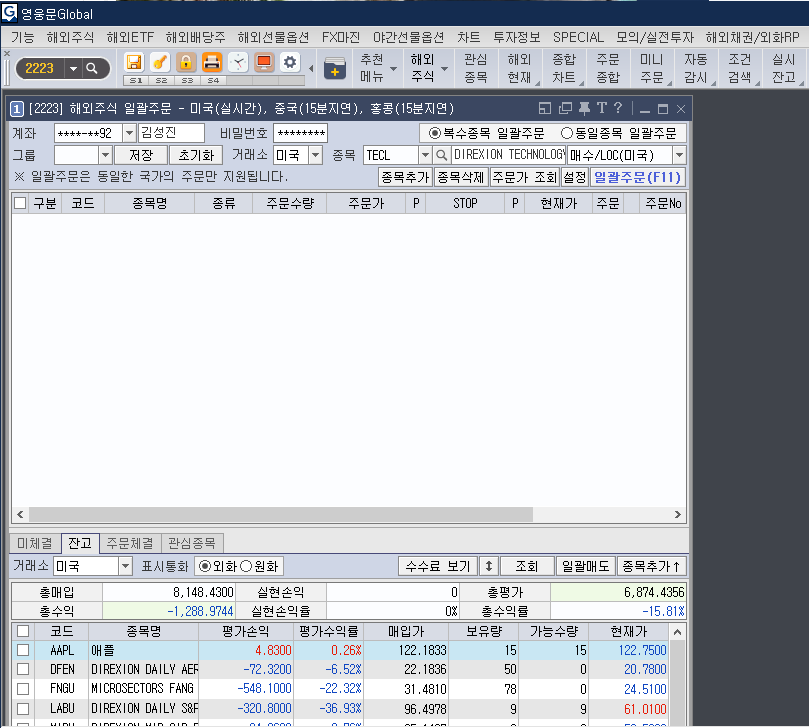 영웅문Global
기능 해외주식 해외ETF 해외배당주 해외선물옵션 FX마진 야간선물옵션 차트 투자정보 SPECIAL 모의/실전투자 해외채권/외화RP
2223 S1 S2 S3 S4 추천 메뉴 해외 주식 관심 종목 해외 현재 종합 차트 주문 종합 미니 주문 자동 감시 조건 검색 실시 잔고
1 [2223] 해외주식 일괄주문 - 미국(실시간), 중국(15분지연), 홍콩(15분지연) T ?
계좌 ****-**92 김성진 비밀번호 ******** 복수종목 일괄주문 동일종목 일괄주문
그룹 저장 초기화 거래소 미국 종목 TECL DIREXION TECHNOLOGY 매수/LOC(미국)
※ 일괄주문은 동일한 국가의 주문만 지원됩니다. 종목추가 종목삭제 주문가 조회 설정 일괄주문(F11)
구분 코드 종목명 종류 주문수량 주문가 P STOP P 현재가 주문 주문No
미체결 잔고 주문체결 관심종목
거래소 미국 표시통화 외화 원화 수수료 보기 ↕ 조회 일괄매도 종목추가↑
총매입 8,148.4300 실현손익 0 총평가 6,874.4356
총수익 -1,288.9744 실현손익률 0% 총수익률 -15.81%
코드 종목명 평가손익 평가수익률 매입가 보유량 가능수량 현재가
AAPL 애플 4.8300 0.26% 122.1833 15 15 122.7500
DFEN DIREXION DAILY AER -72.3200 -6.52% 22.1836 50 0 20.7800
FNGU MICROSECTORS FANG -548.1000 -22.32% 31.4810 78 0 24.5100
LABU DIREXION DAILY S&P -320.8000 -36.93% 96.4978 9 9 61.0100